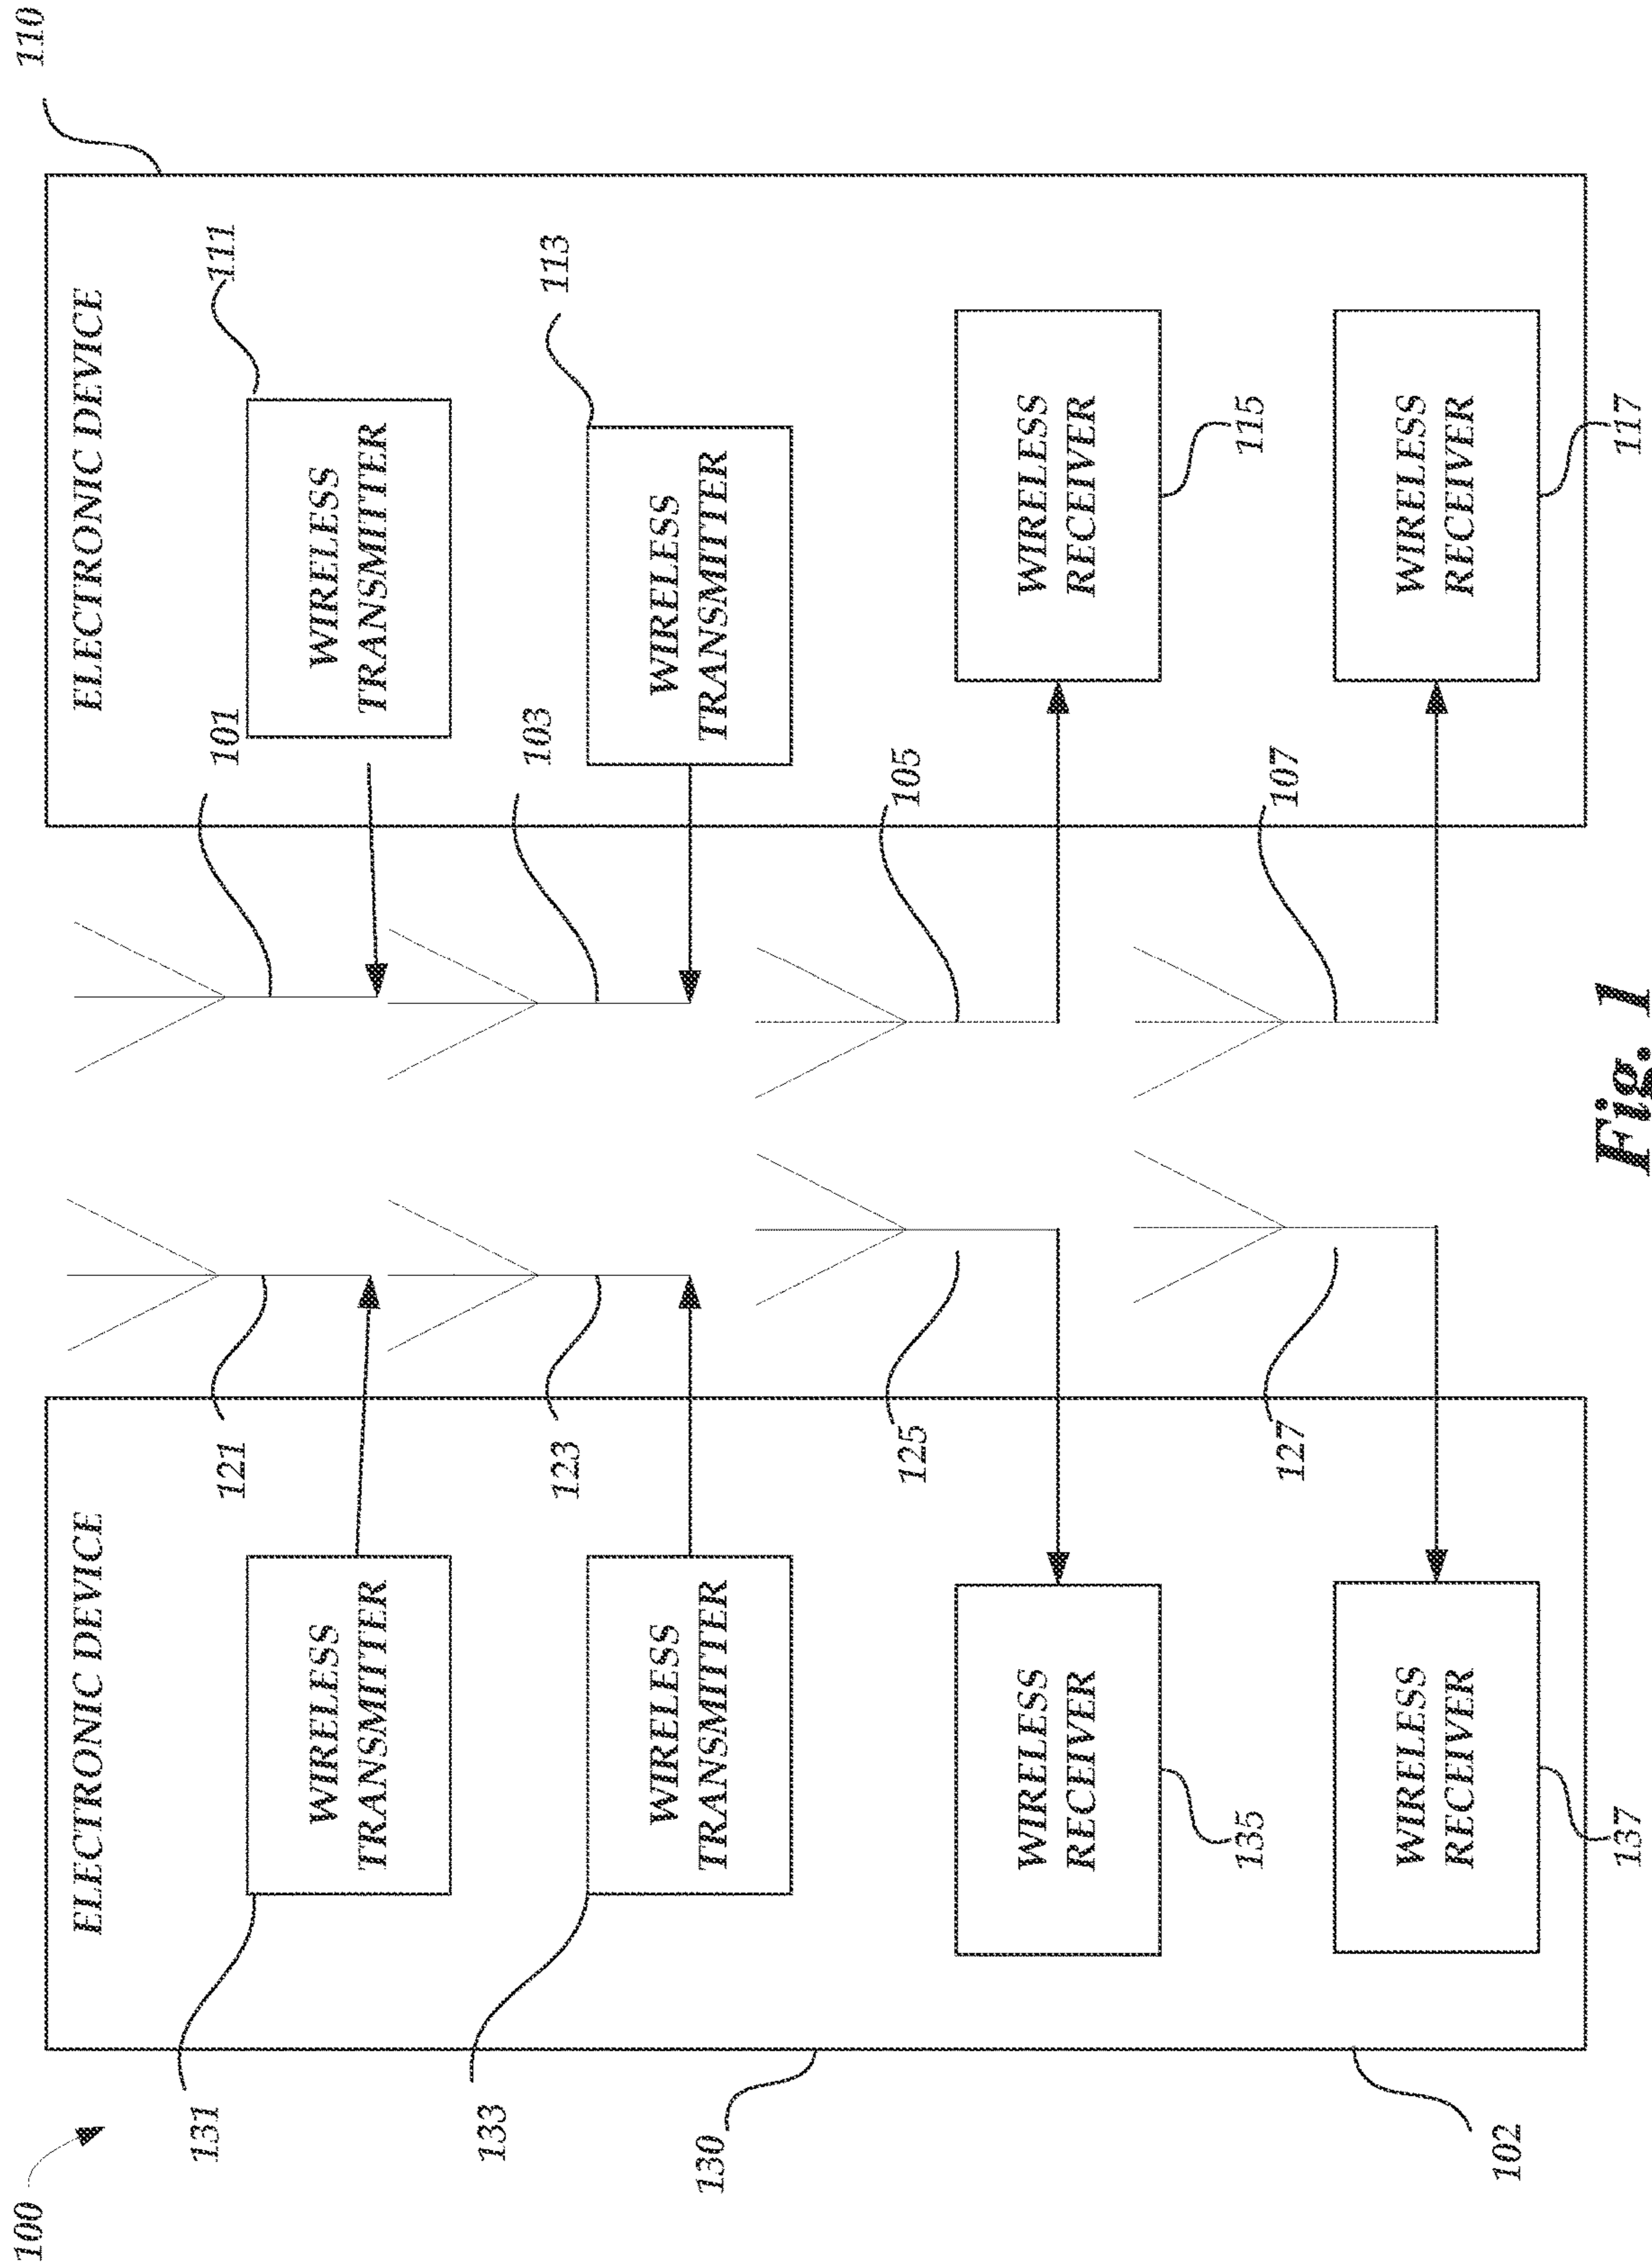 100
ELECTRONIC DEVICE
ELECTRONIC DEVICE
110
131
WIRELESS
TRANSMITTER
121
101
WIRELESS
TRANSMITTER
111
133
WIRELESS
TRANSMITTER
123
103
WIRELESS
TRANSMITTER
113
130
WIRELESS
RECEIVER
135
125
105
WIRELESS
RECEIVER
115
102
WIRELESS
RECEIVER
137
127
107
WIRELESS
RECEIVER
117
Fig. 1